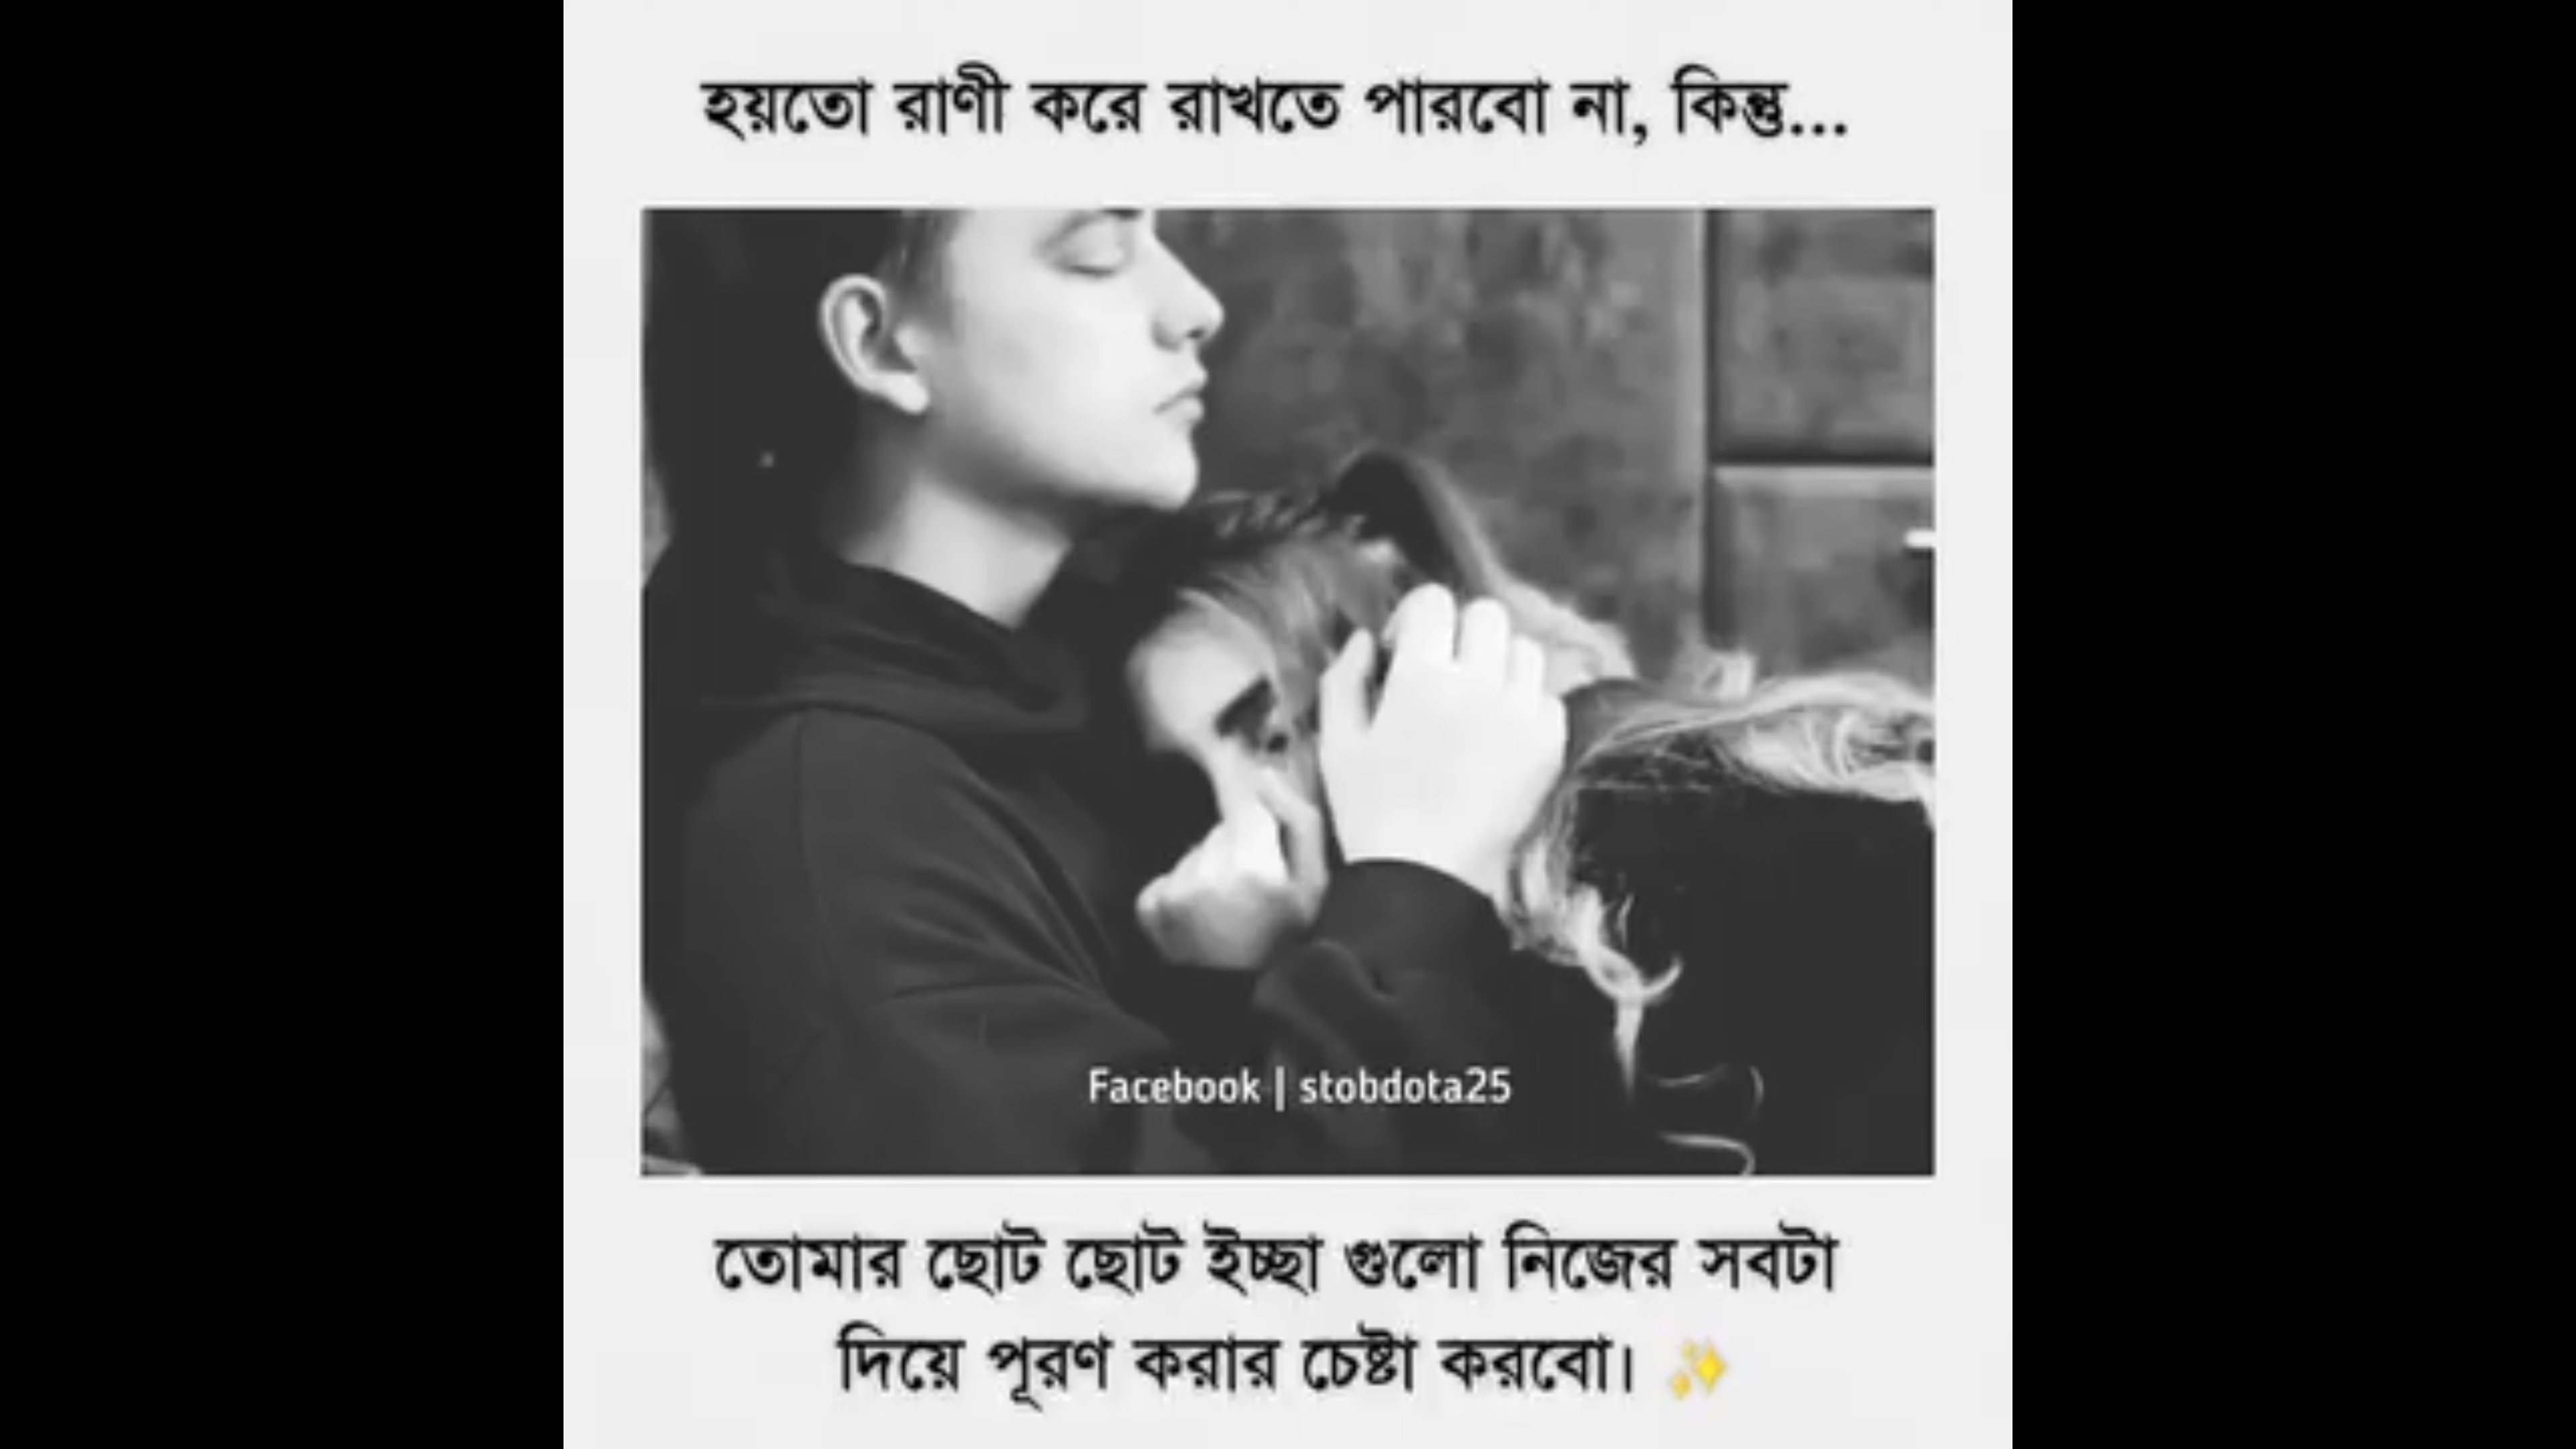 হয়তো রাণী করে রাখতে পারবো না, কিন্তু...
Facebook | stobdota25
তোমার ছোট ছোট ইচ্ছা গুলো নিজের সবটা
দিয়ে পূরণ করার চেষ্টা করবো। ✨